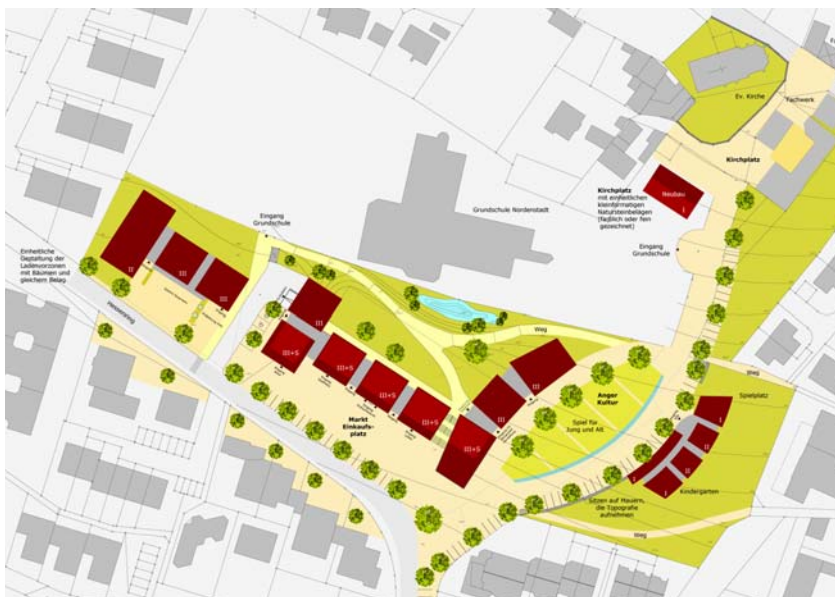 Ev. Kirche
Fachwerk
Kirchplatz
Neubau
I
Kirchplatz
mit einheitlichen
kleinformatigen
Natursteinbelägen
gezeichnet)
Grundschule Nordenstadt
Eingang
Grundschule
Eingang
Grundschule
Einheitliche
Gestaltung der
Ladenvorzonen
mit Bäumen und
gleichem Belag.
II
III
III
Hessenring
III
III+S
III+S
III+S
III+S
III+S
III
III
Weg
Markt
Einkaufs-
platz
Anger
Kultur
Spiel für
Jung und Alt
Weg
Spielplatz
I
II
II
I
I
Kindergarten
Sitzen auf Mauern,
die Topografie
aufnehmen
Weg